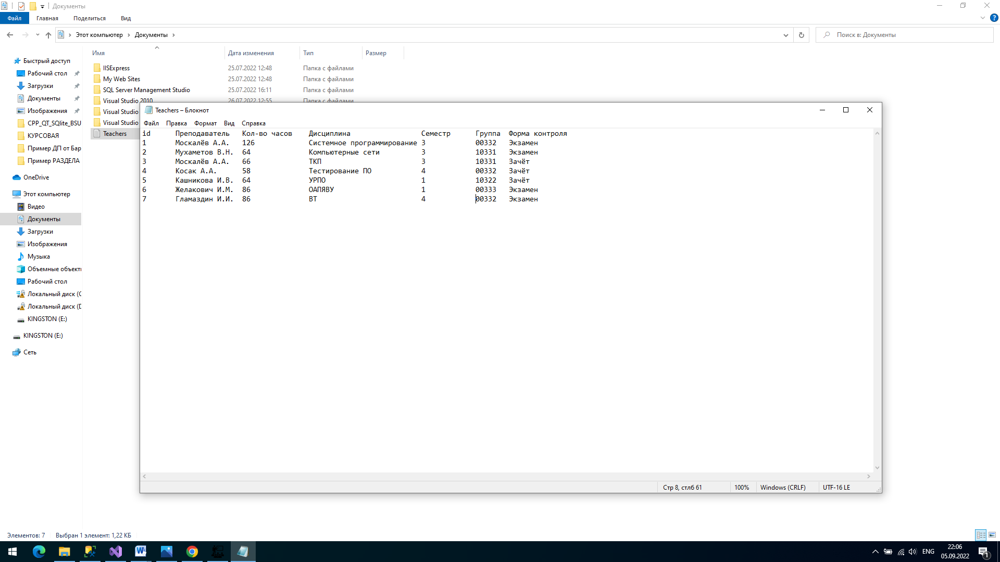 Документы
Файл Главная Поделиться Вид
Этот компьютер Документы
Поиск в: Документы
Имя Дата изменения Тип Размер
Быстрый доступ
Рабочий стол
Загрузки
Документы
Изображения
CPP_QT_SQlite_BSU
КУРСОВАЯ
Пример ДП от Бар
Пример РАЗДЕЛА
OneDrive
Этот компьютер
Видео
Документы
Загрузки
Изображения
Музыка
Объемные объекты
Рабочий стол
Локальный диск (C
Локальный диск (D
KINGSTON (E:)
KINGSTON (E:)
Сеть
IISExpress 25.07.2022 12:48 Папка с файлами
My Web Sites 25.07.2022 12:48 Папка с файлами
SQL Server Management Studio 25.07.2022 16:11 Папка с файлами
Visual Studio 2010 26.07.2022 12:55 Папка с файлами
Visual Studio
Visual Studio
Teachers
Teachers – Блокнот
Файл Правка Формат Вид Справка
id Преподаватель Кол-во часов Дисциплина Семестр Группа Форма контроля
1 Москалёв А.А. 126 Системное программирование 3 00332 Экзамен
2 Мухаметов В.Н. 64 Компьютерные сети 3 10331 Экзамен
3 Москалёв А.А. 66 ТКП 3 10331 Зачёт
4 Косак А.А. 58 Тестирование ПО 4 00332 Зачёт
5 Кашникова И.В. 64 УРПО 1 10322 Зачёт
6 Желакович И.М. 86 ОАПЯВУ 1 00333 Экзамен
7 Гламаздин И.И. 86 ВТ 4 00332 Экзамен
Стр 8, стлб 61 100% Windows (CRLF) UTF-16 LE
Элементов: 7 Выбран 1 элемент: 1,22 КБ
ENG 22:06
05.09.2022
1